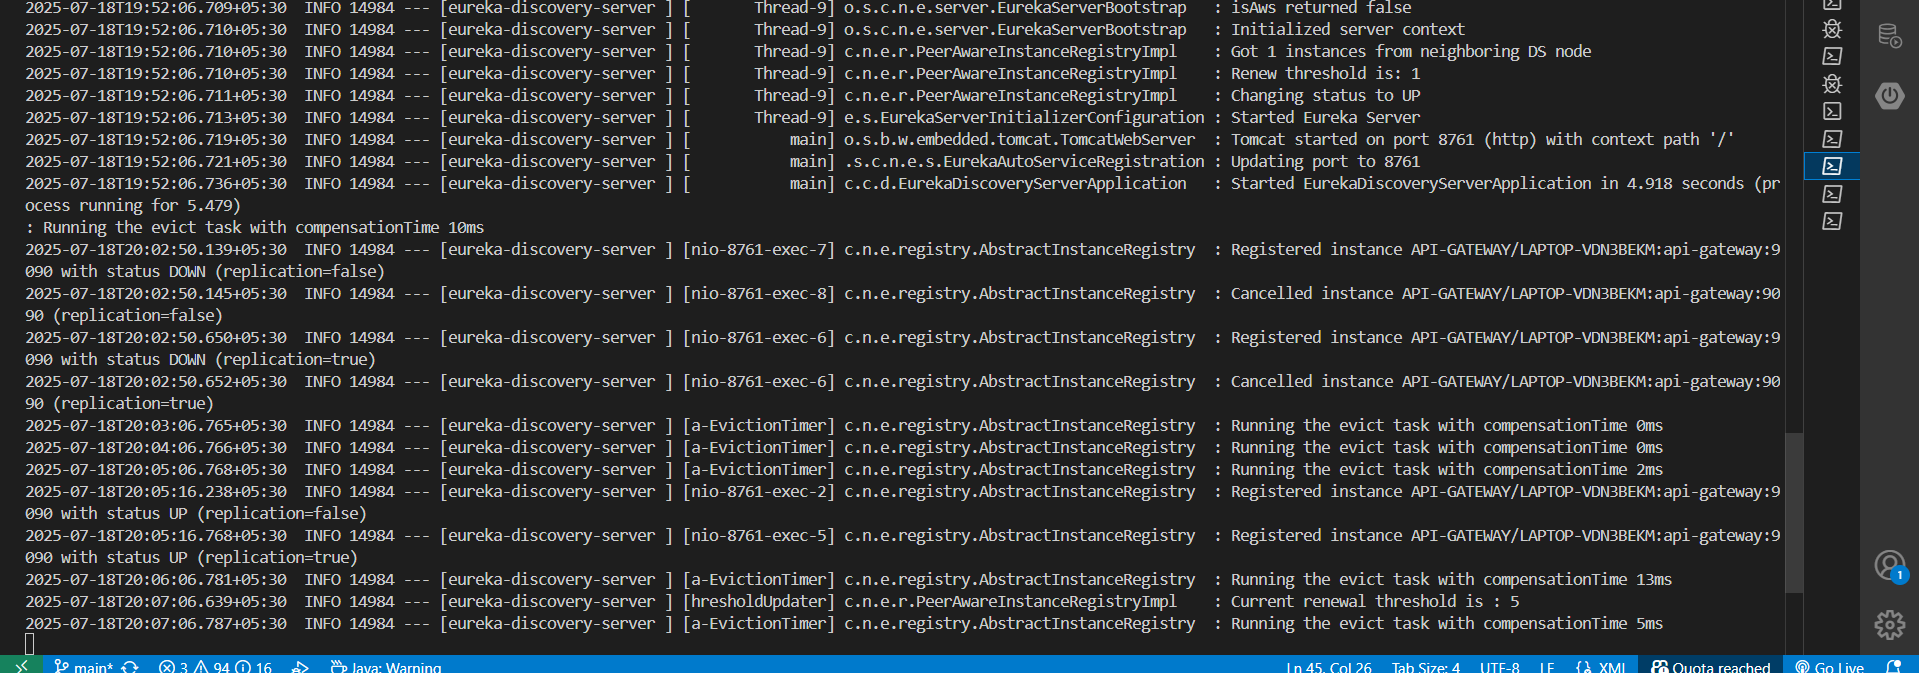 2025-07-18T19:52:06.709+05:30  INFO 14984 --- [eureka-discovery-server ] [       Thread-9] o.s.c.n.e.server.EurekaServerBootstrap   : isAws returned false
2025-07-18T19:52:06.710+05:30  INFO 14984 --- [eureka-discovery-server ] [       Thread-9] o.s.c.n.e.server.EurekaServerBootstrap   : Initialized server context
2025-07-18T19:52:06.710+05:30  INFO 14984 --- [eureka-discovery-server ] [       Thread-9] c.n.e.r.PeerAwareInstanceRegistryImpl    : Got 1 instances from neighboring DS node
2025-07-18T19:52:06.710+05:30  INFO 14984 --- [eureka-discovery-server ] [       Thread-9] c.n.e.r.PeerAwareInstanceRegistryImpl    : Renew threshold is: 1
2025-07-18T19:52:06.711+05:30  INFO 14984 --- [eureka-discovery-server ] [       Thread-9] c.n.e.r.PeerAwareInstanceRegistryImpl    : Changing status to UP
2025-07-18T19:52:06.713+05:30  INFO 14984 --- [eureka-discovery-server ] [       Thread-9] e.s.EurekaServerInitializerConfiguration : Started Eureka Server
2025-07-18T19:52:06.719+05:30  INFO 14984 --- [eureka-discovery-server ] [           main] o.s.b.w.embedded.tomcat.TomcatWebServer  : Tomcat started on port 8761 (http) with context path '/'
2025-07-18T19:52:06.721+05:30  INFO 14984 --- [eureka-discovery-server ] [           main] .s.c.n.e.s.EurekaAutoServiceRegistration : Updating port to 8761
2025-07-18T19:52:06.736+05:30  INFO 14984 --- [eureka-discovery-server ] [           main] c.c.d.EurekaDiscoveryServerApplication   : Started EurekaDiscoveryServerApplication in 4.918 seconds (pr
ocess running for 5.479)
: Running the evict task with compensationTime 10ms
2025-07-18T20:02:50.139+05:30  INFO 14984 --- [eureka-discovery-server ] [nio-8761-exec-7] c.n.e.registry.AbstractInstanceRegistry  : Registered instance API-GATEWAY/LAPTOP-VDN3BEKM:api-gateway:9
090 with status DOWN (replication=false)
2025-07-18T20:02:50.145+05:30  INFO 14984 --- [eureka-discovery-server ] [nio-8761-exec-8] c.n.e.registry.AbstractInstanceRegistry  : Cancelled instance API-GATEWAY/LAPTOP-VDN3BEKM:api-gateway:90
90 (replication=false)
2025-07-18T20:02:50.650+05:30  INFO 14984 --- [eureka-discovery-server ] [nio-8761-exec-6] c.n.e.registry.AbstractInstanceRegistry  : Registered instance API-GATEWAY/LAPTOP-VDN3BEKM:api-gateway:9
090 with status DOWN (replication=true)
2025-07-18T20:02:50.652+05:30  INFO 14984 --- [eureka-discovery-server ] [nio-8761-exec-6] c.n.e.registry.AbstractInstanceRegistry  : Cancelled instance API-GATEWAY/LAPTOP-VDN3BEKM:api-gateway:90
90 (replication=true)
2025-07-18T20:03:06.765+05:30  INFO 14984 --- [eureka-discovery-server ] [a-EvictionTimer] c.n.e.registry.AbstractInstanceRegistry  : Running the evict task with compensationTime 0ms
2025-07-18T20:04:06.766+05:30  INFO 14984 --- [eureka-discovery-server ] [a-EvictionTimer] c.n.e.registry.AbstractInstanceRegistry  : Running the evict task with compensationTime 0ms
2025-07-18T20:05:06.768+05:30  INFO 14984 --- [eureka-discovery-server ] [a-EvictionTimer] c.n.e.registry.AbstractInstanceRegistry  : Running the evict task with compensationTime 2ms
2025-07-18T20:05:16.238+05:30  INFO 14984 --- [eureka-discovery-server ] [nio-8761-exec-2] c.n.e.registry.AbstractInstanceRegistry  : Registered instance API-GATEWAY/LAPTOP-VDN3BEKM:api-gateway:9
090 with status UP (replication=false)
2025-07-18T20:05:16.768+05:30  INFO 14984 --- [eureka-discovery-server ] [nio-8761-exec-5] c.n.e.registry.AbstractInstanceRegistry  : Registered instance API-GATEWAY/LAPTOP-VDN3BEKM:api-gateway:9
090 with status UP (replication=true)
2025-07-18T20:06:06.781+05:30  INFO 14984 --- [eureka-discovery-server ] [a-EvictionTimer] c.n.e.registry.AbstractInstanceRegistry  : Running the evict task with compensationTime 13ms
2025-07-18T20:07:06.639+05:30  INFO 14984 --- [eureka-discovery-server ] [hresholdUpdater] c.n.e.r.PeerAwareInstanceRegistryImpl    : Current renewal threshold is : 5
2025-07-18T20:07:06.787+05:30  INFO 14984 --- [eureka-discovery-server ] [a-EvictionTimer] c.n.e.registry.AbstractInstanceRegistry  : Running the evict task with compensationTime 5ms
1
main* 3 94 16 Java: Warning Ln 45, Col 26 Tab Size: 4 UTF-8 LF {} XML Quota reached Go Live